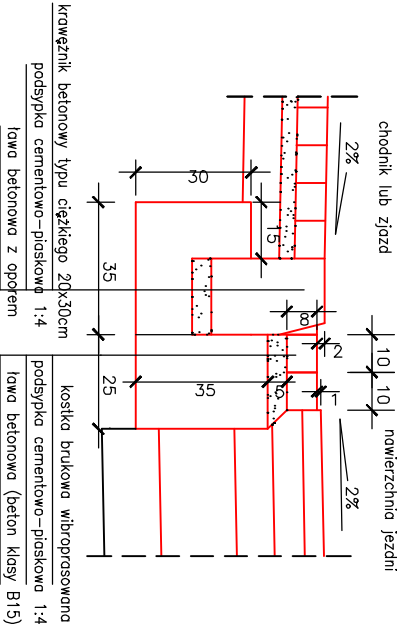 chodnik lub zjazd
nawierzchnia jezdni
2%
2%
10
10
2
1
8
15
30
5
35
35
25
krawężnik betonowy typu ciężkiego 20x30cm
podsypka cementowo-piaskowa 1:4
ława betonowa z oporem
kostka brukowa wibroprasowana
podsypka cementowo-piaskowa 1:4
ława betonowa (beton klasy B15)